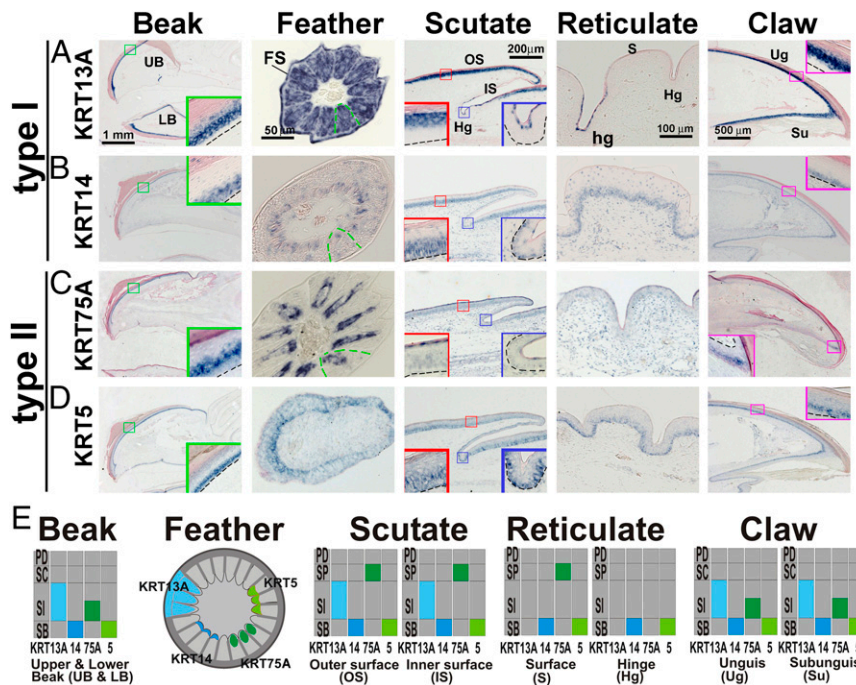 Beak Feather Scutate Reticulate Claw
type I
A
KRT13A
UB
LB
1 mm
FS
50 μm
200μm
OS
IS
Hg
S
Hg
hg
100 μm
Ug
Su
500 μm
B
KRT14
type II
C
KRT75A
D
KRT5
E
Beak Feather Scutate Reticulate Claw
PD
SC
SI
SB
KRT13A 14 75A 5
Upper & Lower
Beak (UB & LB)
KRT13A
KRT5
KRT14
KRT75A
PD
SP
SI
SB
KRT13A 14 75A 5
Outer surface
(OS)
KRT13A 14 75A 5
Inner surface
(IS)
PD
SP
SI
SB
KRT13A 14 75A 5
Surface
(S)
KRT13A 14 75A 5
Hinge
(Hg)
PD
SC
SI
SB
KRT13A 14 75A 5
Unguis
(Ug)
KRT13A 14 75A 5
Subunguis
(Su)